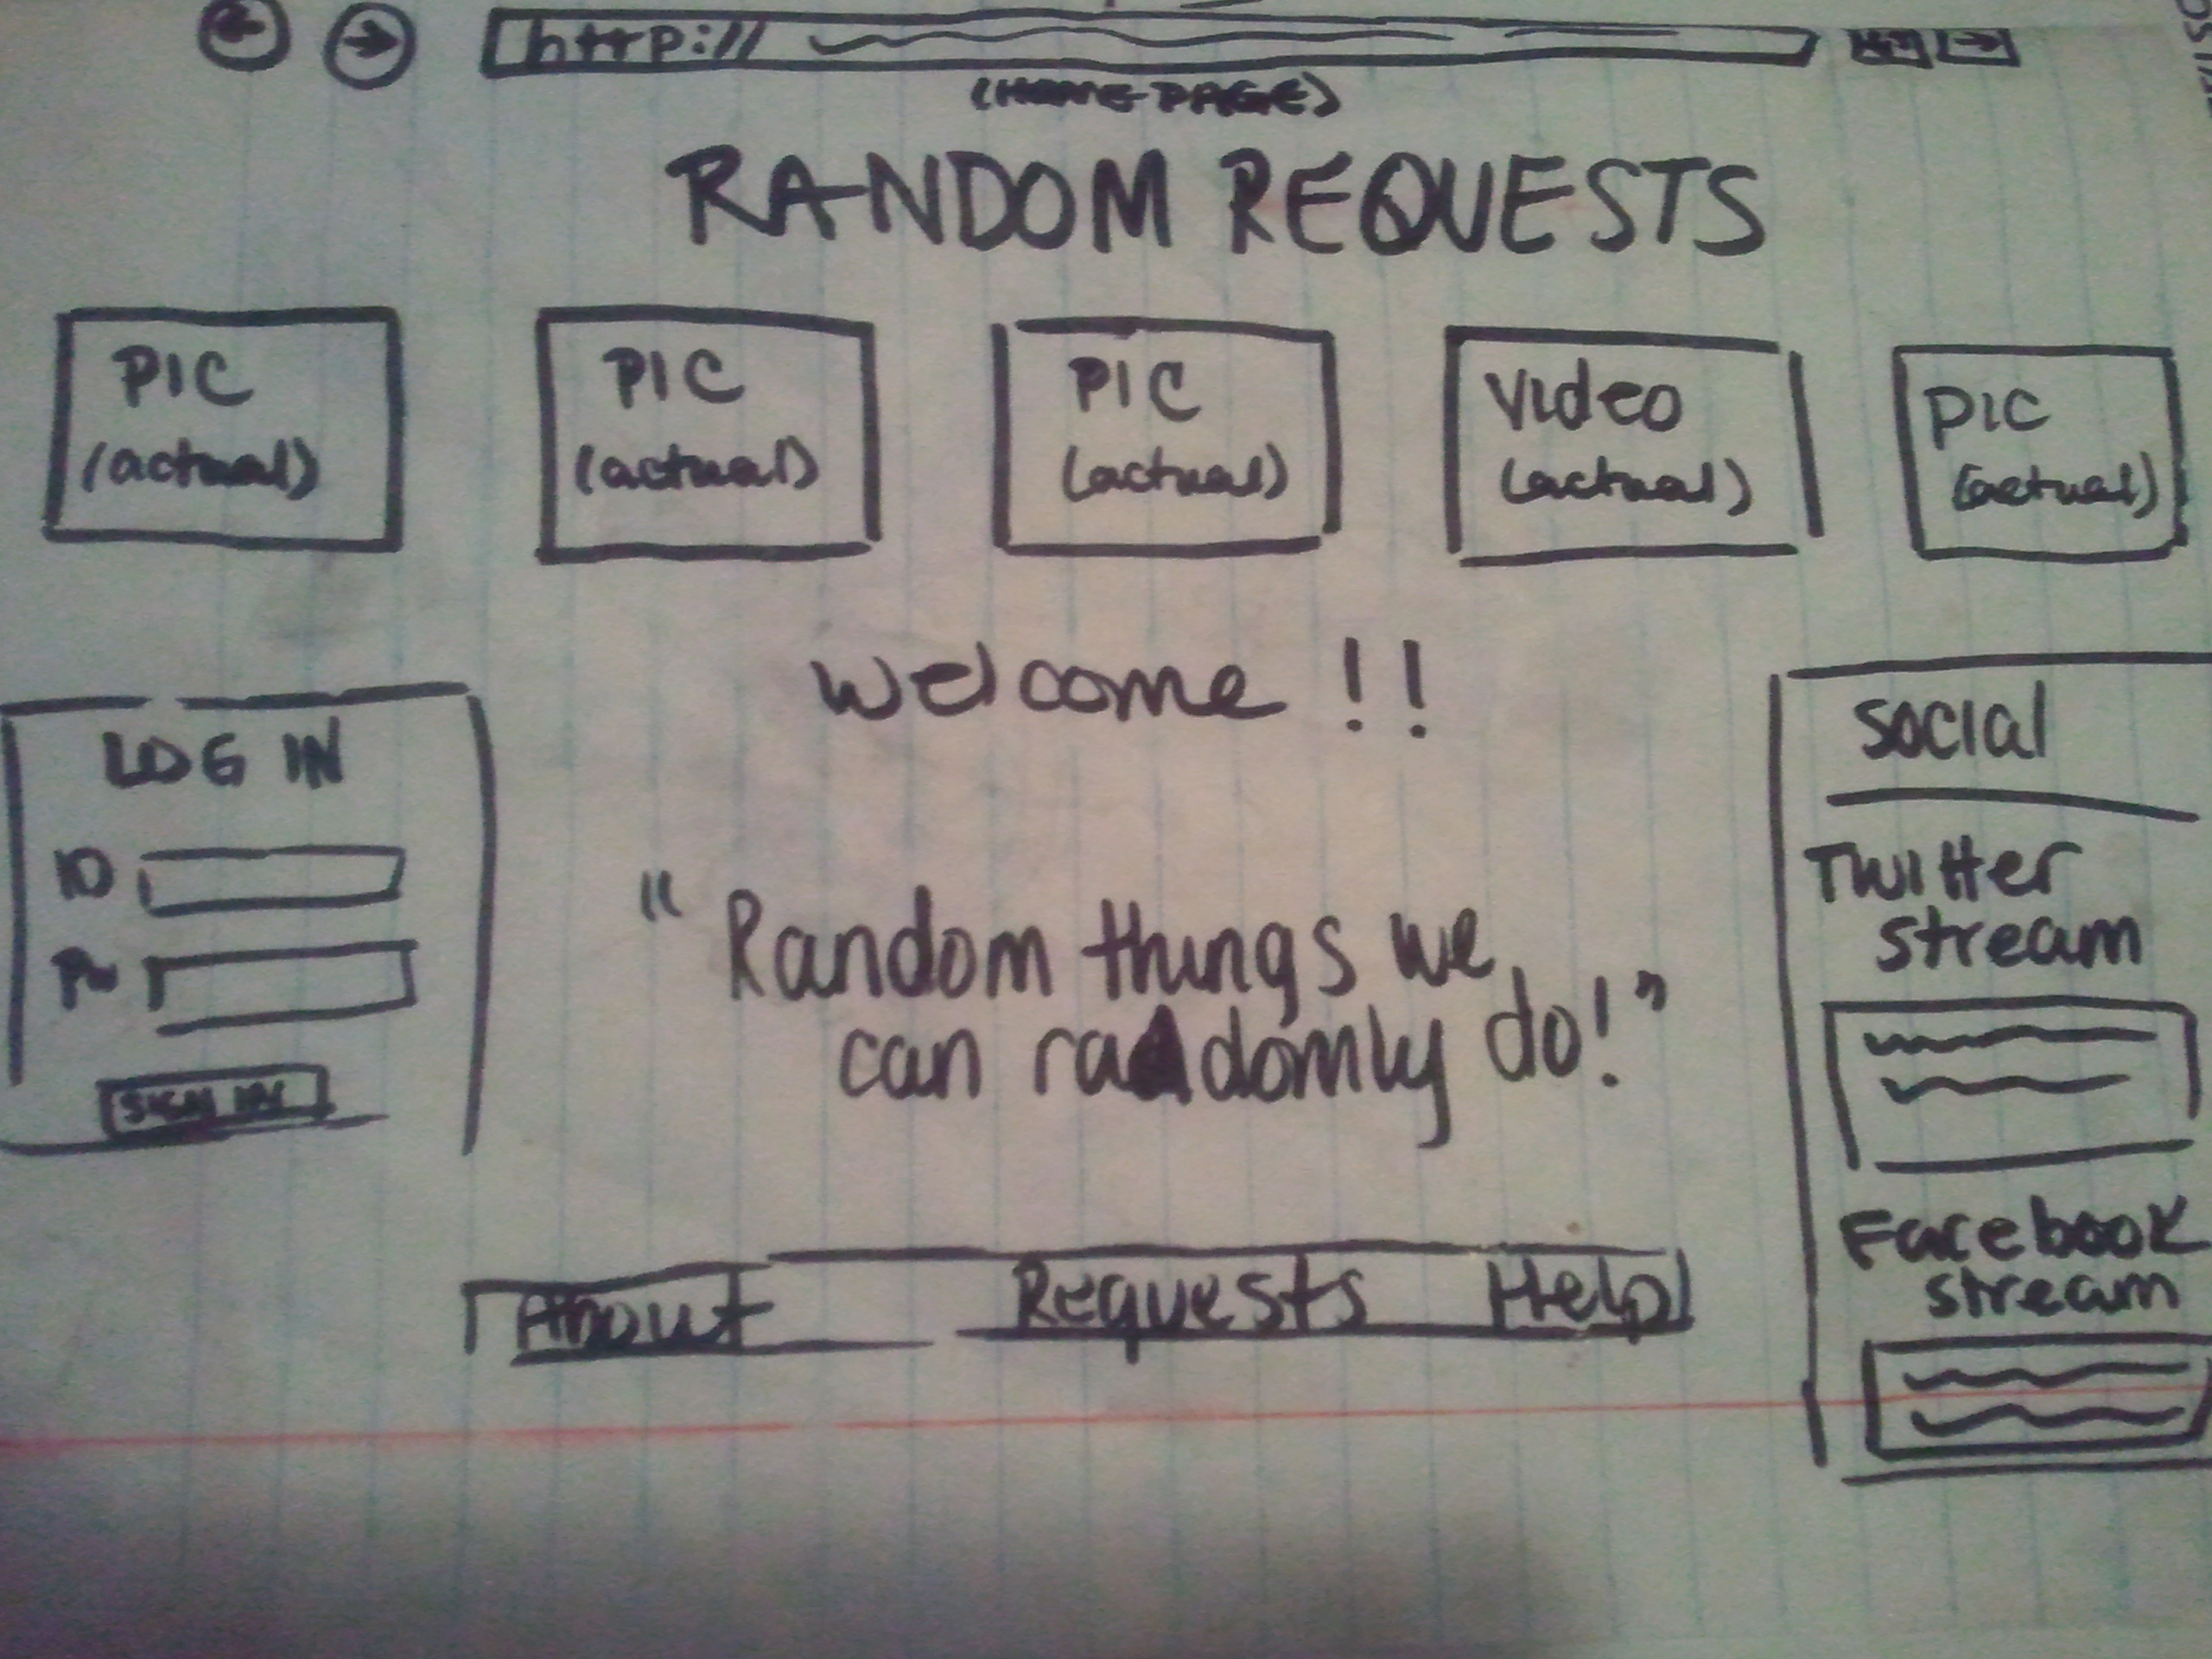 http://
(HOME PAGE)
RANDOM REQUESTS
PIC
(actual)
PIC
(actual)
PIC
(actual)
Video
(actual)
PIC
(actual)
welcome !!
LOG IN
ID
PW
SIGN IN
"Random things we
can randomly do!"
Social
Twitter
stream
Facebook
stream
About Requests Help